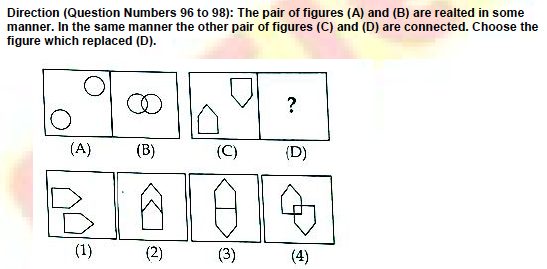 Direction (Question Numbers 96 to 98): The pair of figures (A) and (B) are realted in some
manner. In the same manner the other pair of figures (C) and (D) are connected. Choose the
figure which replaced (D).
?
(A) (B) (C) (D)
(1) (2) (3) (4)